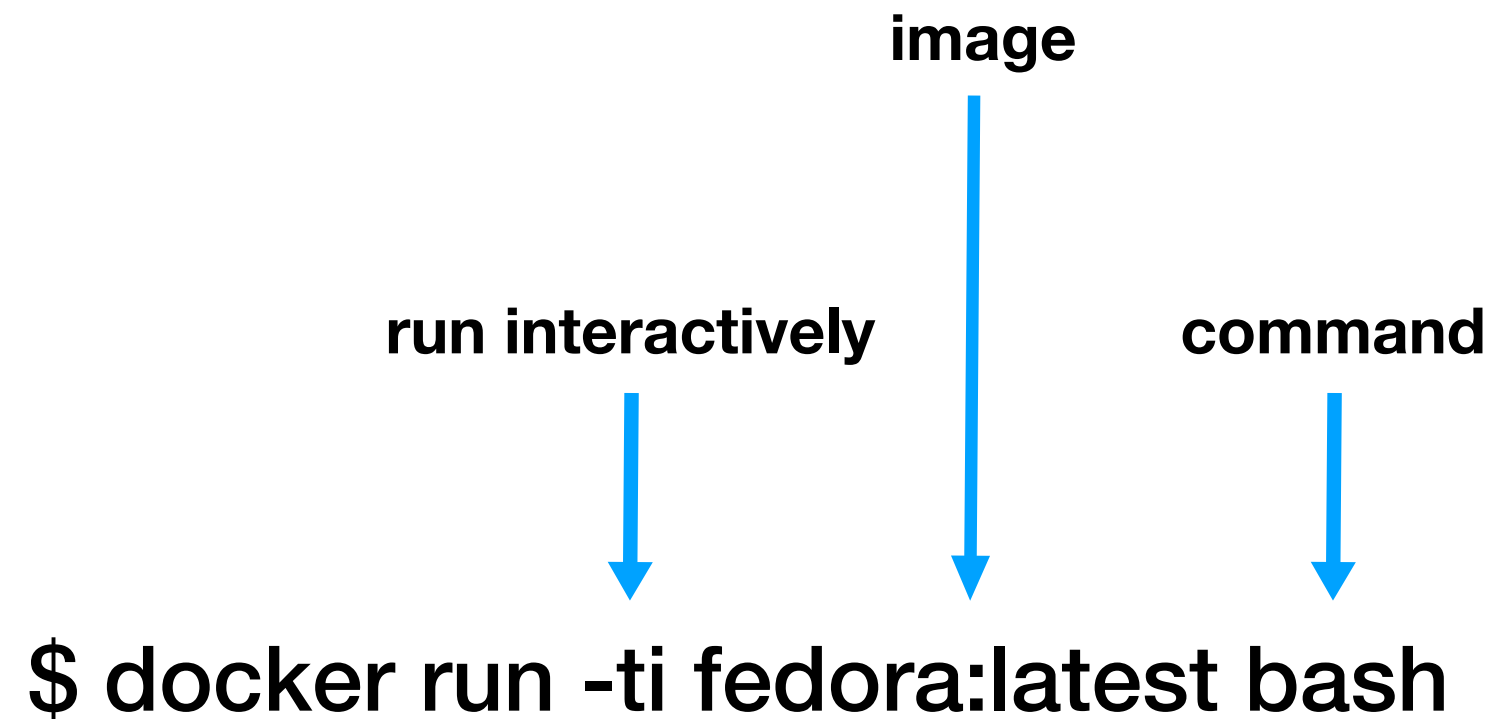 image
run interactively command
$ docker run -ti fedora:latest bash